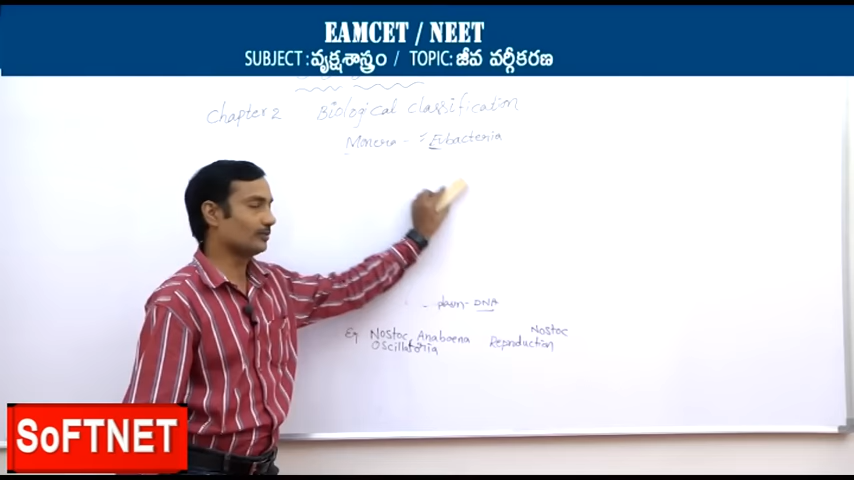 EAMCET / NEET
SUBJECT : వృక్షశాస్త్రం / TOPIC: జీవ వర్గీకరణ
Chapter 2 Biological classification
Monera - Eubacteria
plasm- DNA
Eg Nostoc Anabaena Reproduction Nostoc
Oscillatoria
SoFTNET